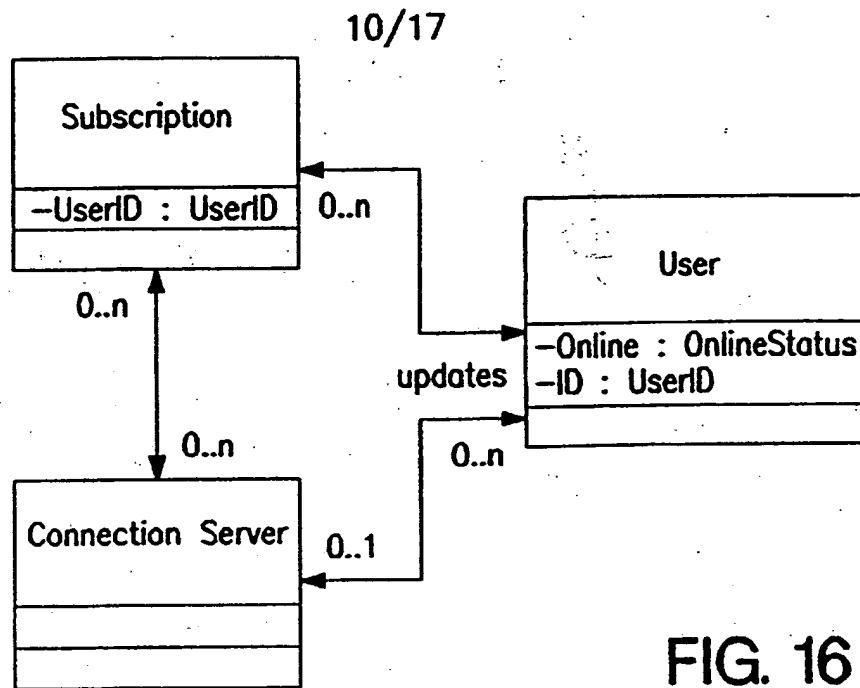 10/17
Subscription
–UserID : UserID
0..n
0..n
User
–Online : OnlineStatus
–ID : UserID
updates
0..n
0..n
Connection Server
0..1
FIG. 16